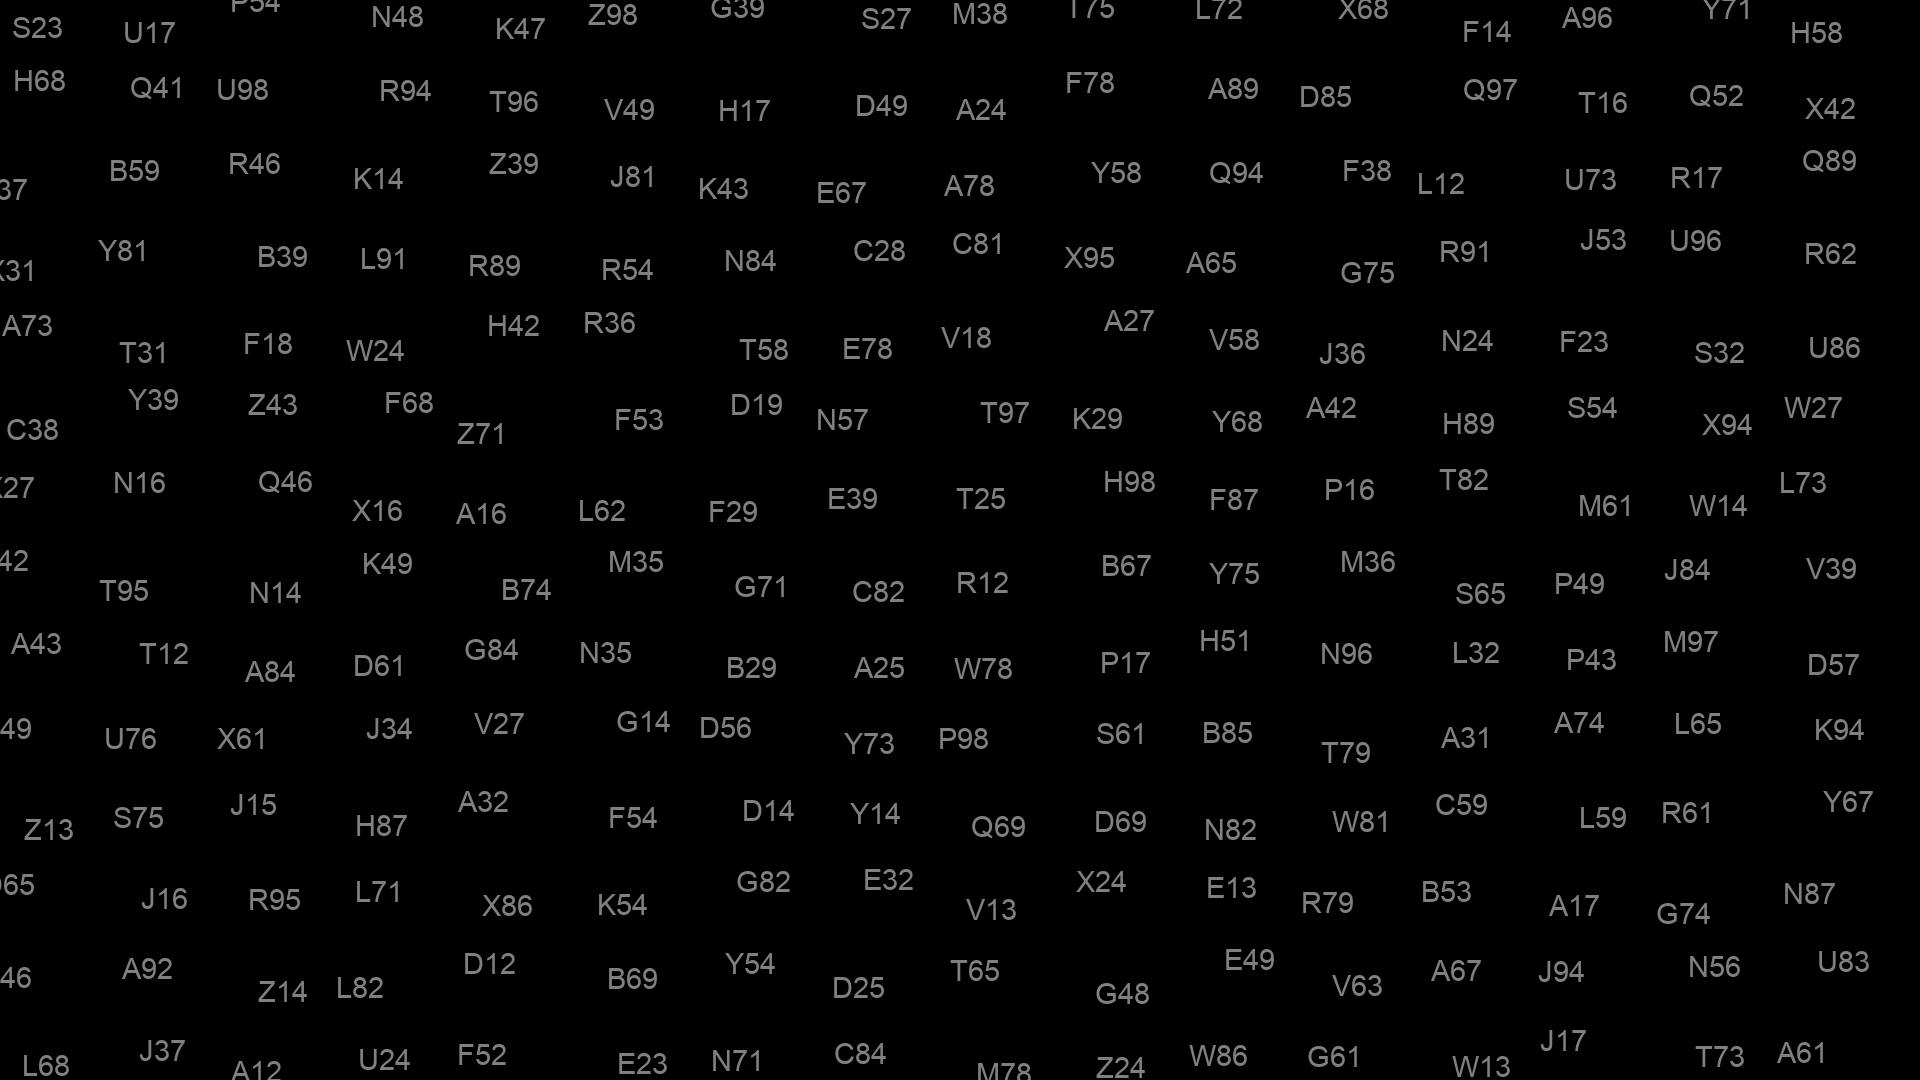 S23 U17 P54 N48 K47 Z98 G39 S27 M38 T75 L72 X68 F14 A96 Y71 H58
H68 Q41 U98 R94 T96 V49 H17 D49 A24 F78 A89 D85 Q97 T16 Q52 X42
37 B59 R46 K14 Z39 J81 K43 E67 A78 Y58 Q94 F38 L12 U73 R17 Q89
31 Y81 B39 L91 R89 R54 N84 C28 C81 X95 A65 G75 R91 J53 U96 R62
A73 T31 F18 W24 H42 R36 T58 E78 V18 A27 V58 J36 N24 F23 S32 U86
C38 Y39 Z43 F68 Z71 F53 D19 N57 T97 K29 Y68 A42 H89 S54 X94 W27
27 N16 Q46 X16 A16 L62 F29 E39 T25 H98 F87 P16 T82 M61 W14 L73
42 T95 N14 K49 B74 M35 G71 C82 R12 B67 Y75 M36 S65 P49 J84 V39
A43 T12 A84 D61 G84 N35 B29 A25 W78 P17 H51 N96 L32 P43 M97 D57
49 U76 X61 J34 V27 G14 D56 Y73 P98 S61 B85 T79 A31 A74 L65 K94
Z13 S75 J15 H87 A32 F54 D14 Y14 Q69 D69 N82 W81 C59 L59 R61 Y67
65 J16 R95 L71 X86 K54 G82 E32 V13 X24 E13 R79 B53 A17 G74 N87
46 A92 Z14 L82 D12 B69 Y54 D25 T65 G48 E49 V63 A67 J94 N56 U83
L68 J37 A12 U24 F52 E23 N71 C84 M78 Z24 W86 G61 W13 J17 T73 A61